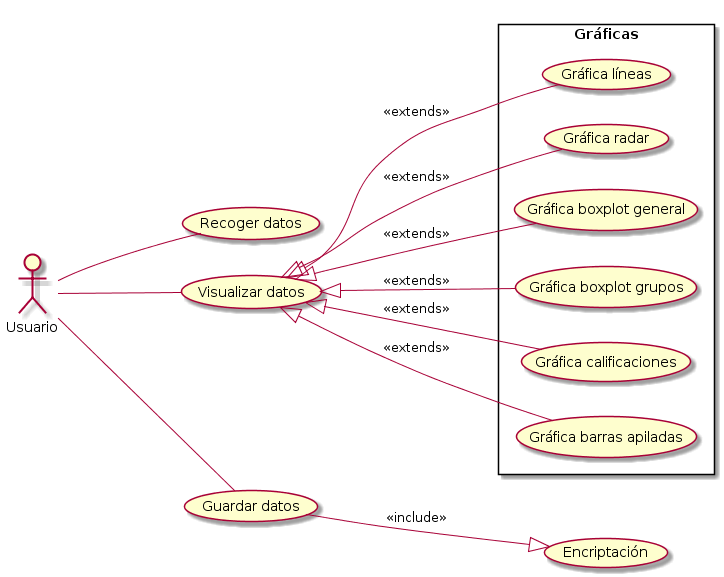 Gráficas
Gráfica líneas
«extends»
Gráfica radar
«extends»
Gráfica boxplot general
Recoger datos
«extends»
«extends»
Gráfica boxplot grupos
Visualizar datos
«extends»
Usuario
«extends»
Gráfica calificaciones
Gráfica barras apiladas
Guardar datos
«include»
Encriptación